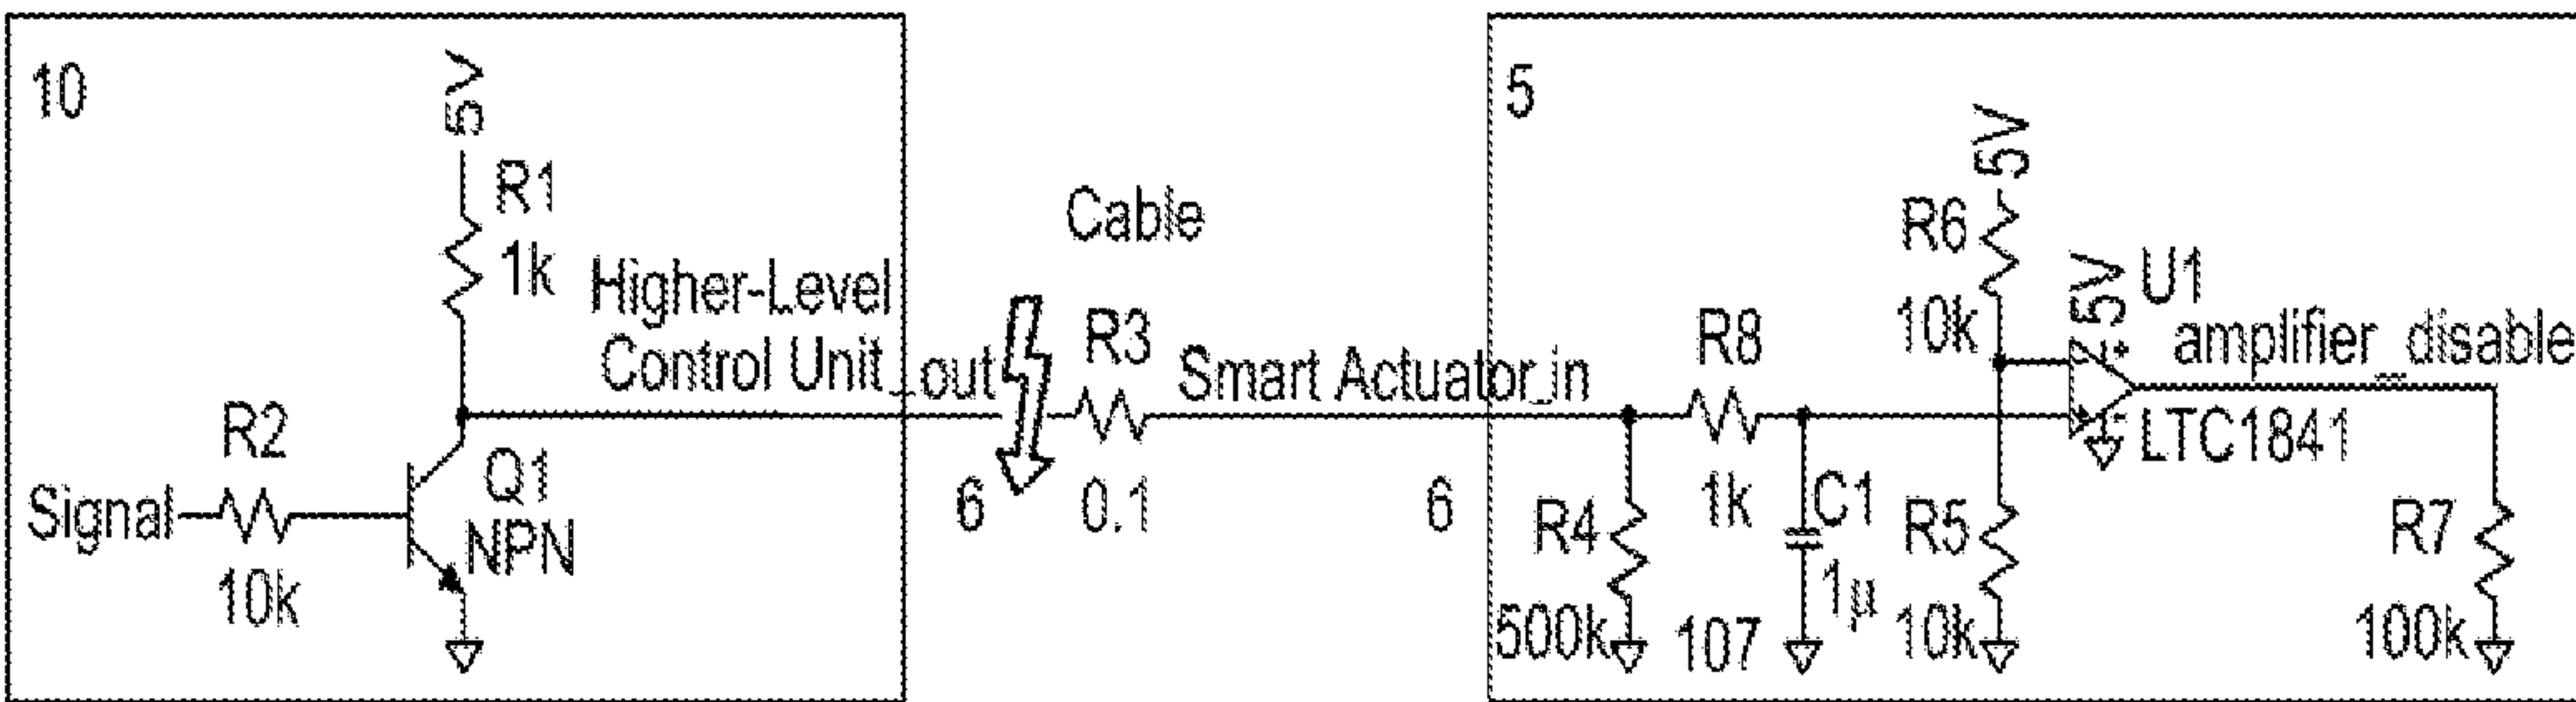 10
5V
R1
1k
Higher-Level
Control Unit_out
R2
Signal
10k
Q1
NPN
Cable
R3
0.1
6
Smart Actuator_in
6
5
R4
500k
R8
1k
107
C1
1µ
5V
R6
10k
R5
10k
5V
U1
amplifier_disable
LTC1841
R7
100k